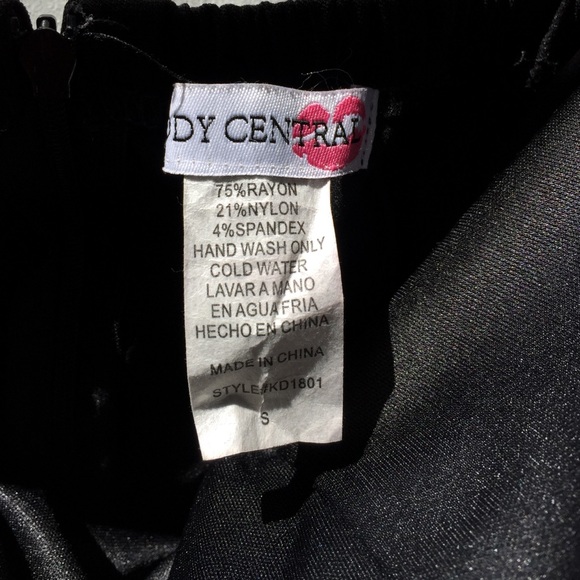 DY CENTRAL
75%RAYON
21%NYLON
4%SPANDEX
HAND WASH ONLY
COLD WATER
LAVAR A MANO
EN AGUA FRIA
HECHO EN CHINA
MADE IN CHINA
STYLE#KD1801
S